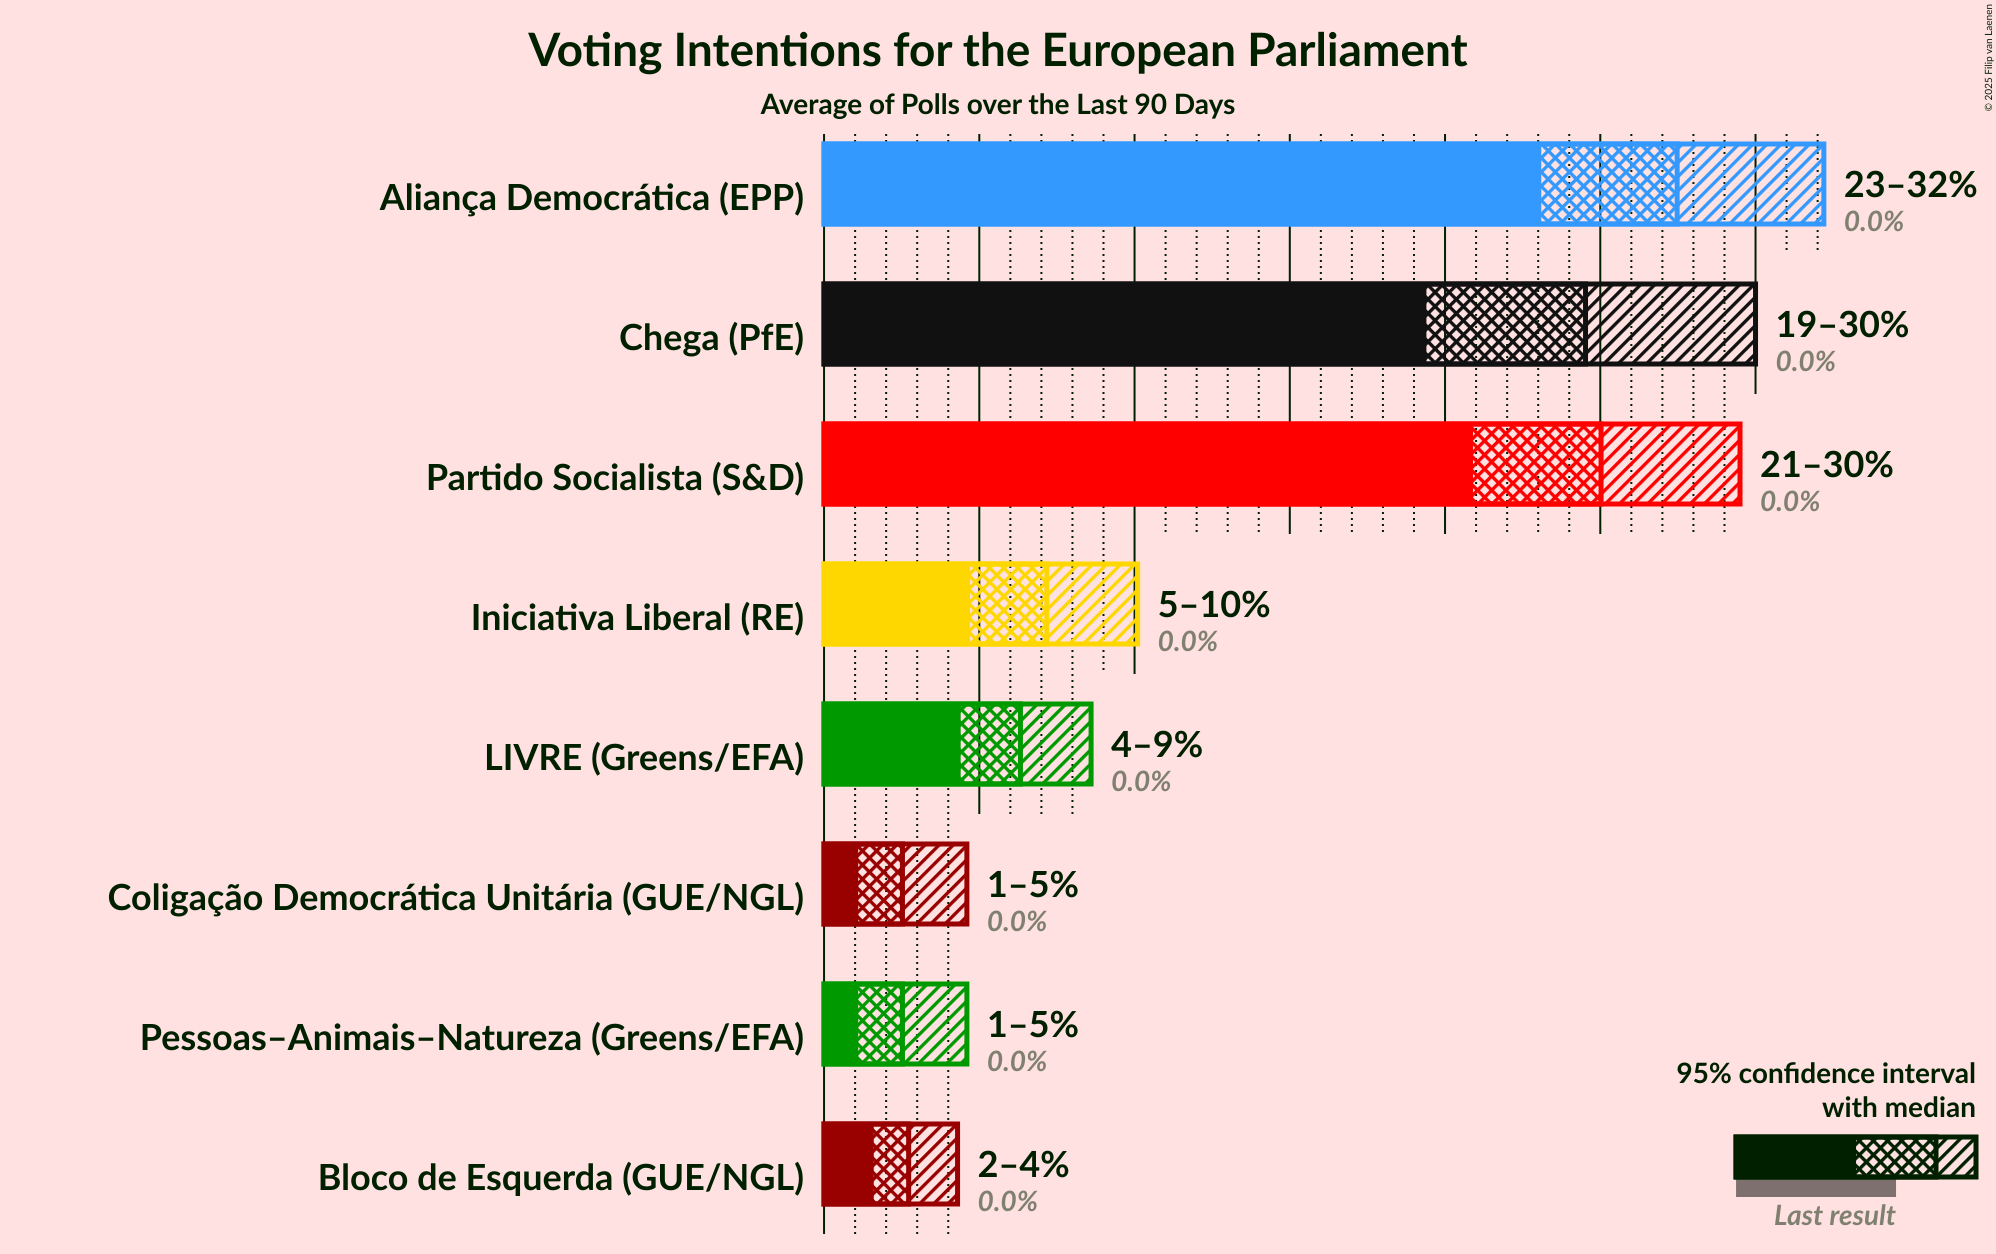 Voting Intentions for the European Parliament
Average of Polls over the Last 90 Days
© 2025 Filip van Laenen
Aliança Democrática (EPP)
23–32%
0.0%
Chega (PfE)
19–30%
0.0%
Partido Socialista (S&D)
21–30%
0.0%
Iniciativa Liberal (RE)
5–10%
0.0%
LIVRE (Greens/EFA)
4–9%
0.0%
Coligação Democrática Unitária (GUE/NGL)
1–5%
0.0%
Pessoas–Animais–Natureza (Greens/EFA)
1–5%
0.0%
Bloco de Esquerda (GUE/NGL)
2–4%
0.0%
95% confidence interval
with median
Last result